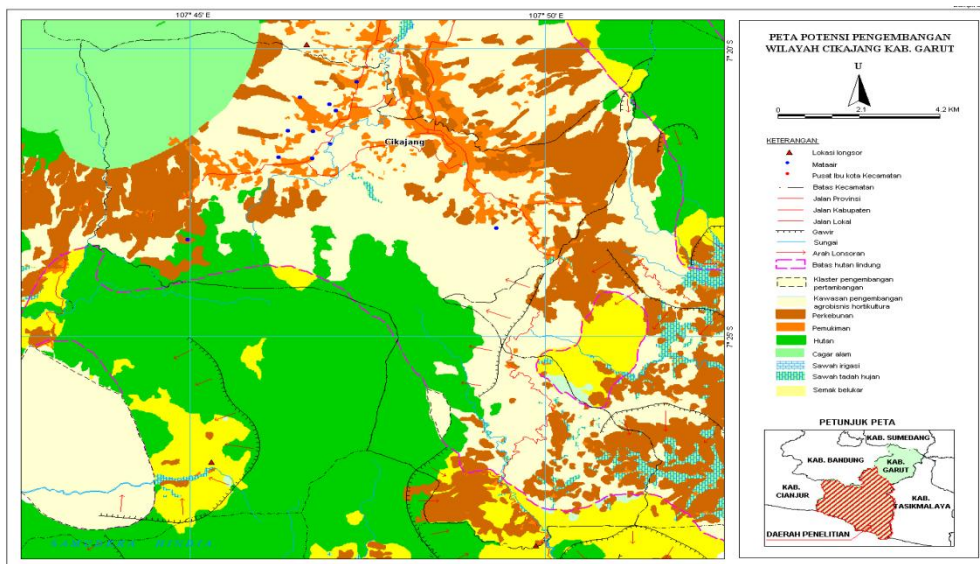 107° 45' E
107° 50' E
7° 20' S
7° 25' S
Cikajang
SAMUDERA HINDIA
PETA POTENSI PENGEMBANGAN
WILAYAH CIKAJANG KAB. GARUT
U
0 2.1 4.2 KM
KETERANGAN:
Lokasi longsor
Mataair
Pusat Ibu kota Kecamatan
Batas Kecamatan
Jalan Provinsi
Jalan Kabupaten
Jalan Lokal
Gawir
Sungai
Arah Lonsoran
Batas hutan lindung
Klaster pengembangan
pertambangan
Kawasan pengembangan
agrobisnis hortikultura
Perkebunan
Pemukiman
Hutan
Cagar alam
Sawah irigasi
Sawah tadah hujan
Semak belukar
PETUNJUK PETA
KAB. SUMEDANG
KAB. BANDUNG
KAB.
GARUT
KAB.
CIANJUR
KAB.
TASIKMALAYA
DAERAH PENELITIAN